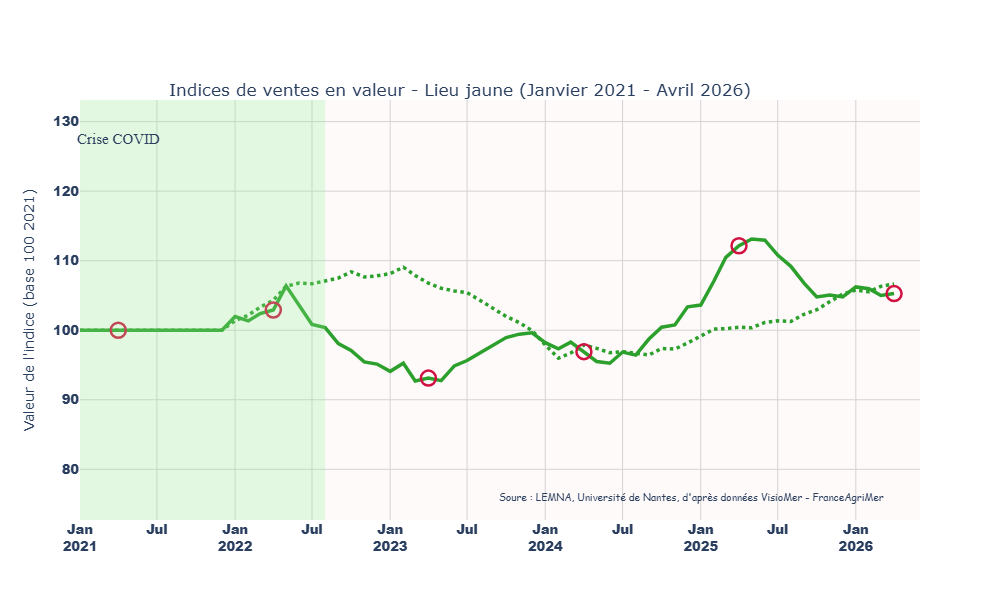 Indices de ventes en valeur - Lieu jaune (Janvier 2021 - Avril 2026)
Valeur de l'Indice (base 100 2021)
130
Crise COVID
120
110
100
90
80
Soure : LEMNA, Université de Nantes, d'après données VisioMer - FranceAgriMer
Jan Jul Jan Jul Jan Jul Jan Jul Jan Jul Jan
2021 2022 2023 2024 2025 2026